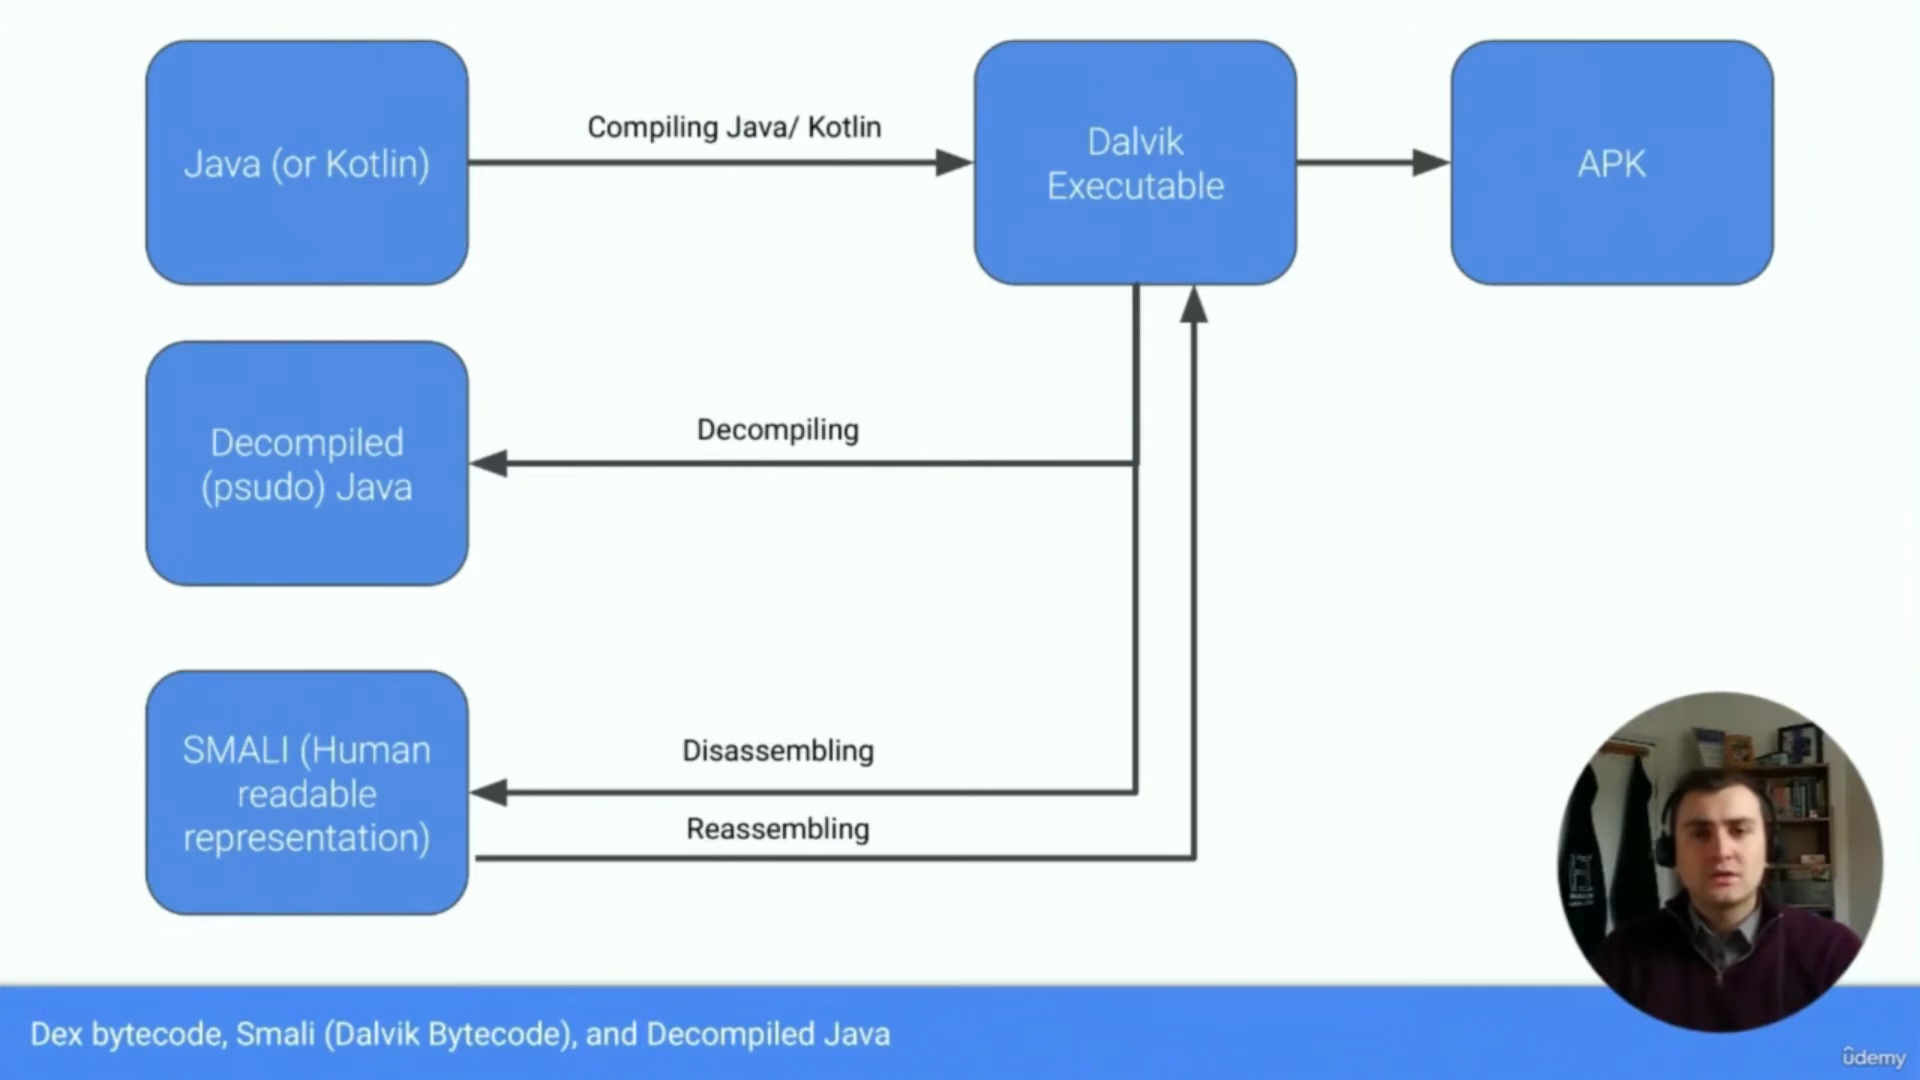 Java (or Kotlin)
Compiling Java/ Kotlin
Dalvik
Executable
APK
Decompiled
(psudo) Java
Decompiling
SMALI (Human
readable
representation)
Disassembling
Reassembling
Dex bytecode, Smali (Dalvik Bytecode), and Decompiled Java
ûdemy